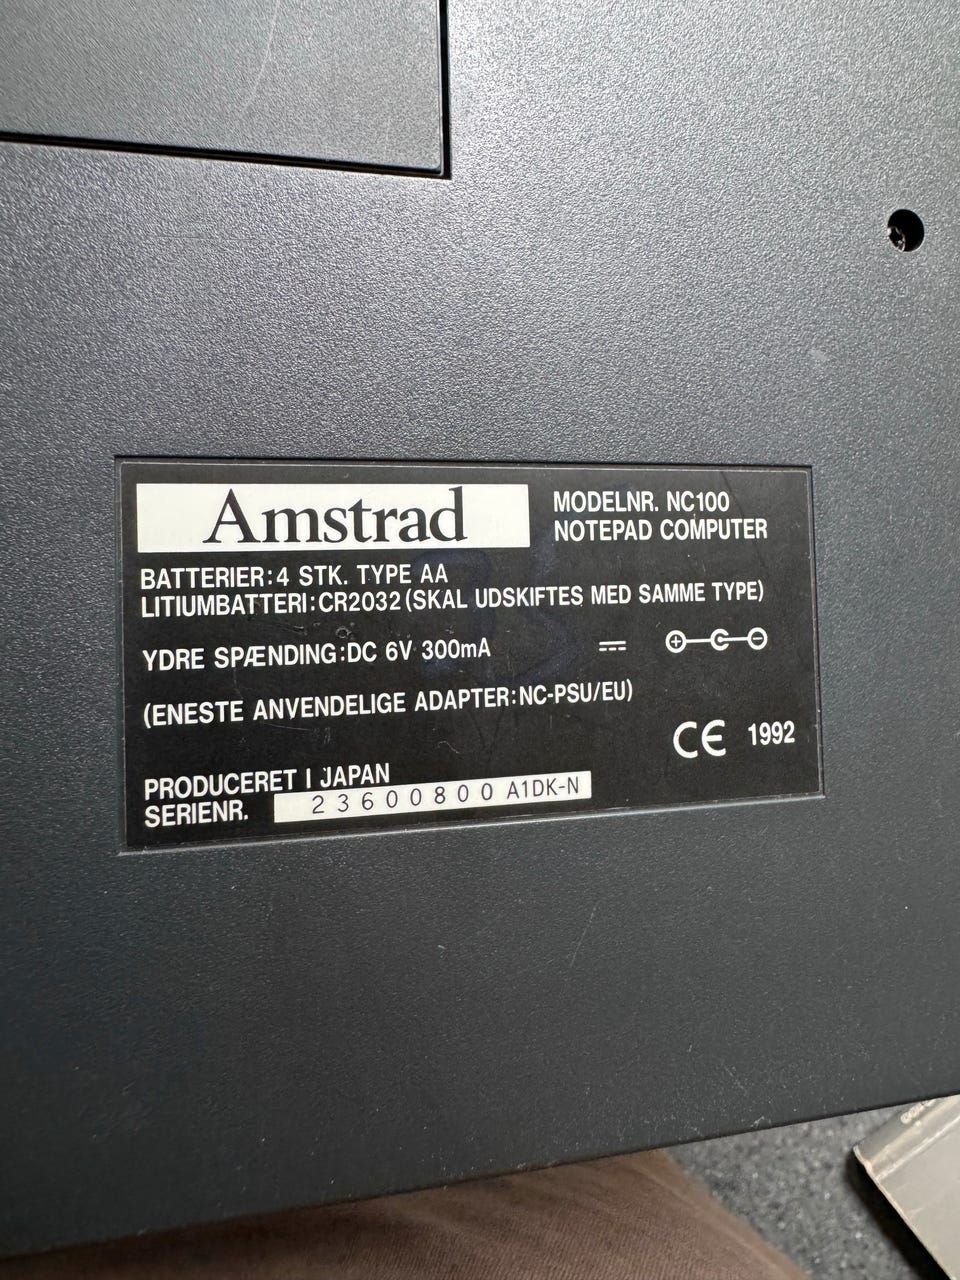 Amstrad
MODELNR. NC100
NOTEPAD COMPUTER
BATTERIER:4 STK. TYPE AA
LITIUMBATTERI:CR2032(SKAL UDSKIFTES MED SAMME TYPE)
YDRE SPÆNDING:DC 6V 300mA
(ENESTE ANVENDELIGE ADAPTER:NC-PSU/EU)
CE 1992
PRODUCERET I JAPAN
SERIENR. 23600800 A1DK-N